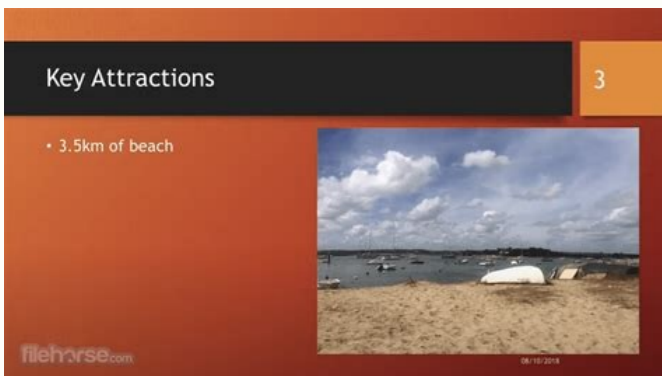 Key Attractions
3
• 3.5km of beach
filehorse.com
08/10/2018